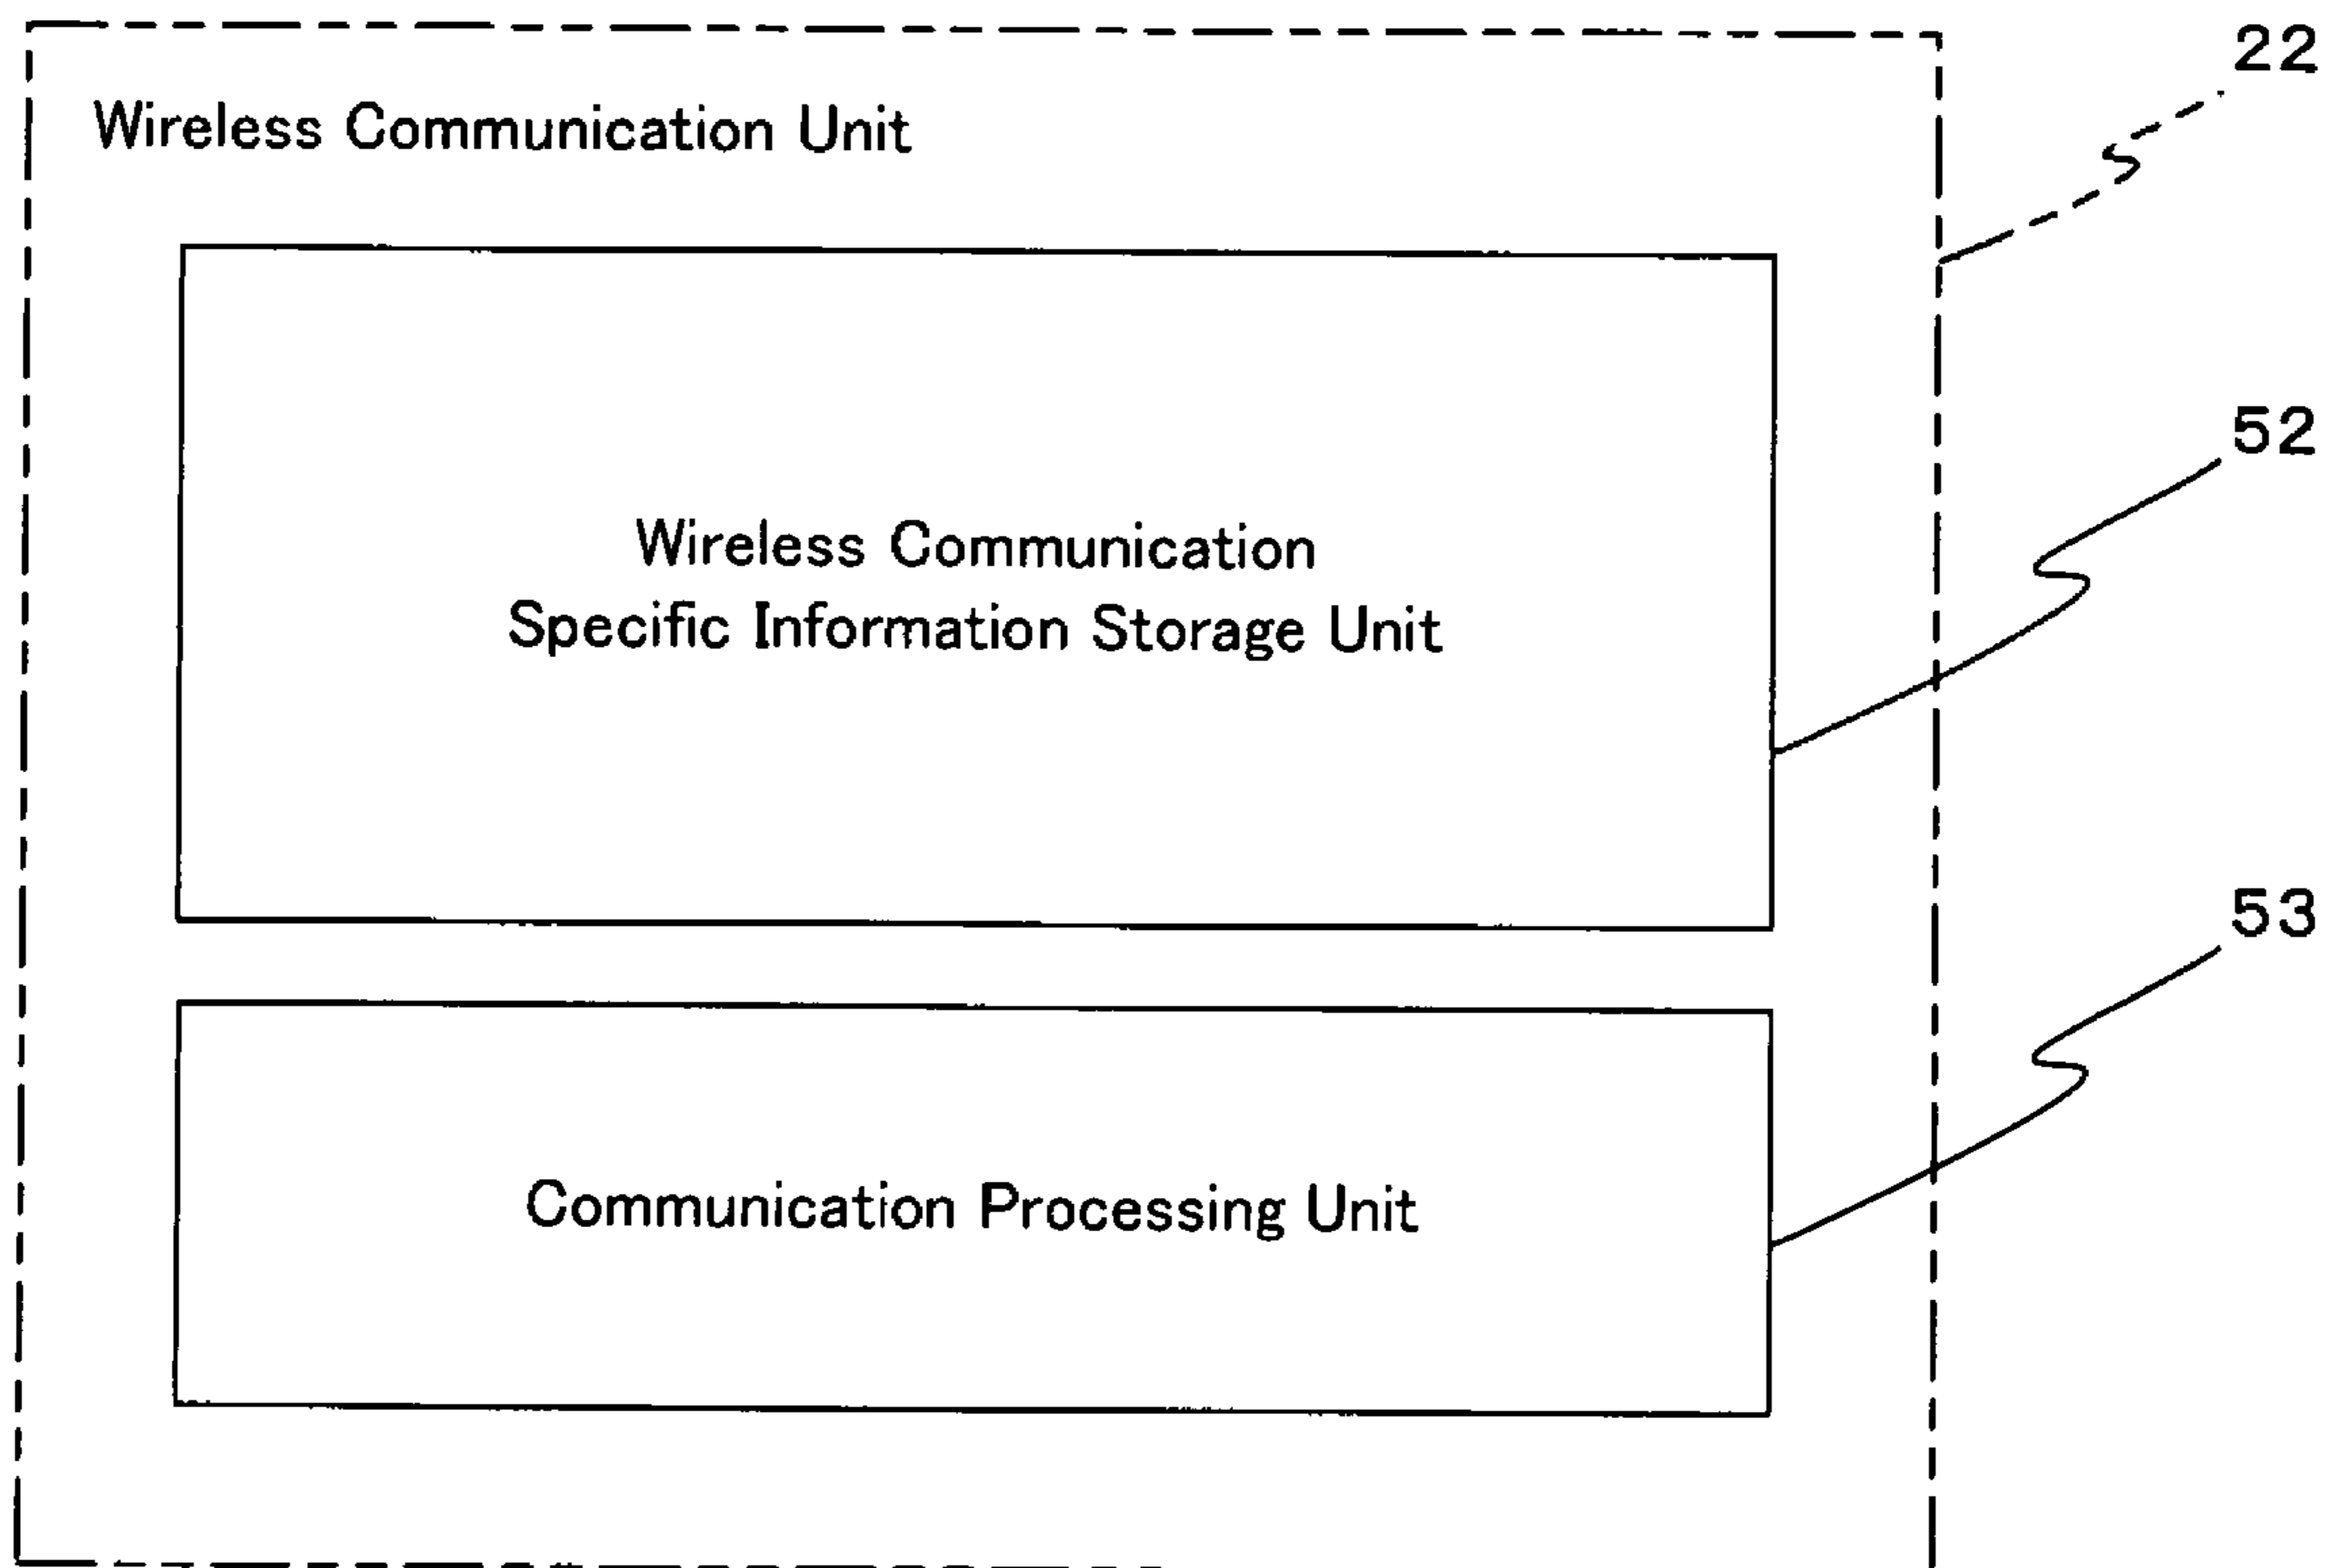 22
Wireless Communication Unit
52
Wireless Communication
Specific Information Storage Unit
53
Communication Processing Unit